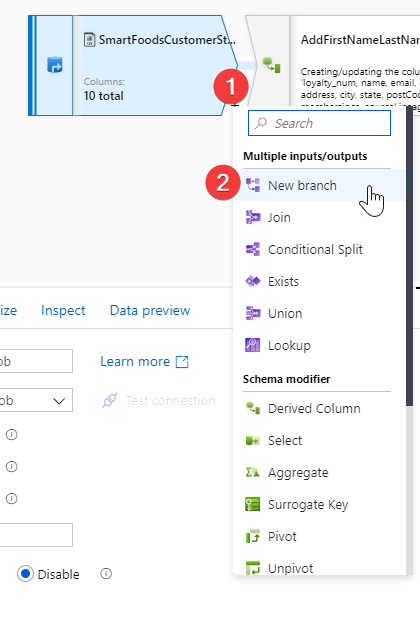 SmartFoodsCustomerSt...
Columns:
10 total
AddFirstNameLastNam
Creating/updating the colu
'loyalty_num, name, email,
address, city, state, postCo
1
Search
Multiple inputs/outputs
2
New branch
Join
Conditional Split
Exists
Union
Lookup
Schema modifier
Derived Column
Select
Aggregate
Surrogate Key
Pivot
Unpivot
ize
Inspect
Data preview
ob
Learn more
ob
Test connection
Disable